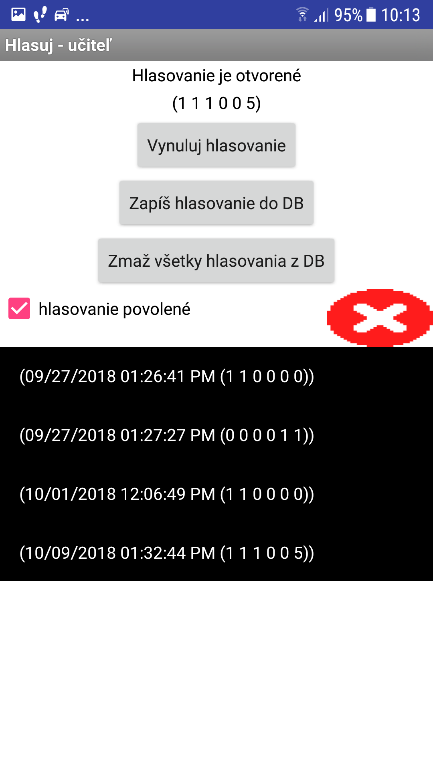 ... 95% 10:13
Hlasuj - učiteľ
Hlasovanie je otvorené
(1 1 1 0 0 5)
Vynuluj hlasovanie
Zapíš hlasovanie do DB
Zmaž všetky hlasovania z DB
hlasovanie povolené
(09/27/2018 01:26:41 PM (1 1 0 0 0 0))
(09/27/2018 01:27:27 PM (0 0 0 0 1 1))
(10/01/2018 12:06:49 PM (1 1 0 0 0 0))
(10/09/2018 01:32:44 PM (1 1 1 0 0 5))